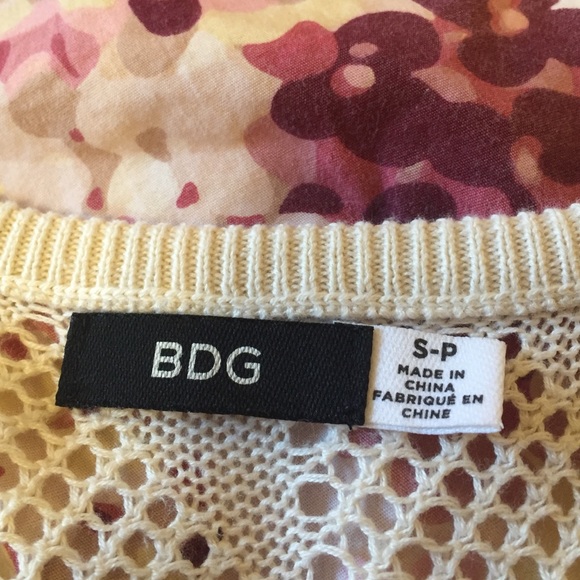 BDG
S-P
MADE IN
CHINA
FABRIQUÉ EN
CHINE